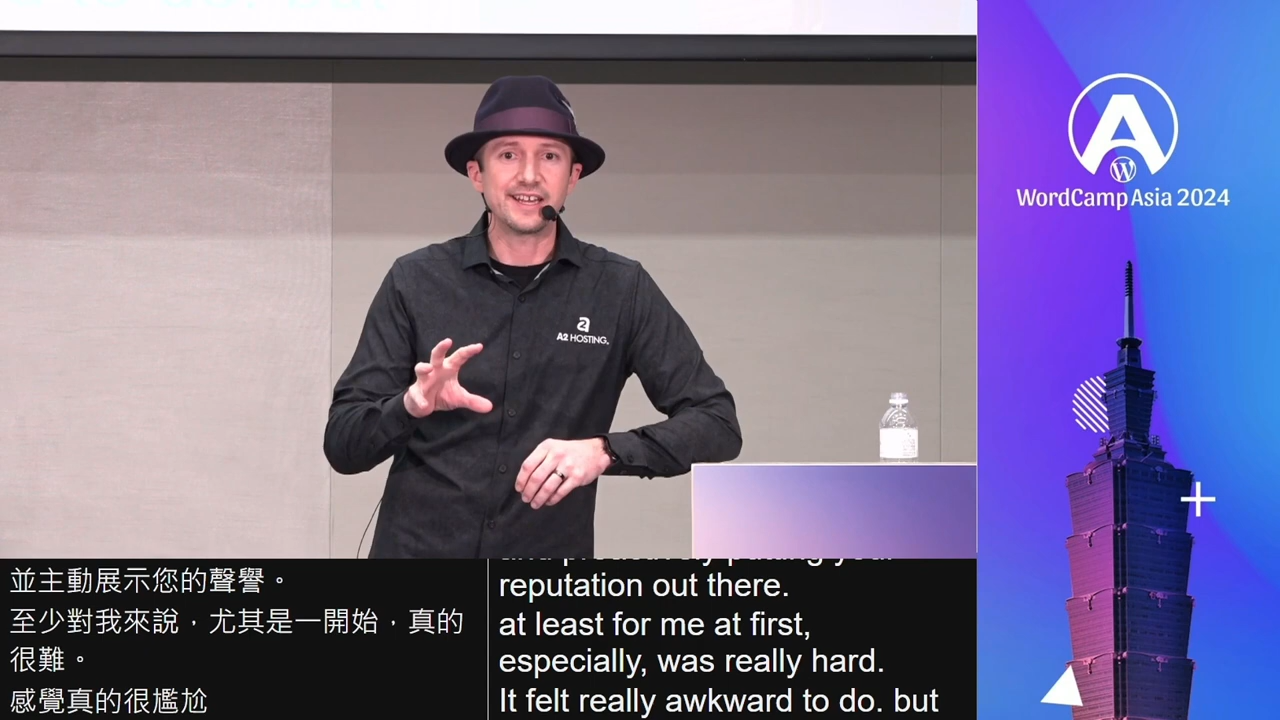 A2 HOSTING.
WordCamp Asia 2024
並主動展示您的聲譽。
至少對我來說，尤其是一開始，真的
很難。
感覺真的很尷尬
reputation out there.
at least for me at first,
especially, was really hard.
It felt really awkward to do. but